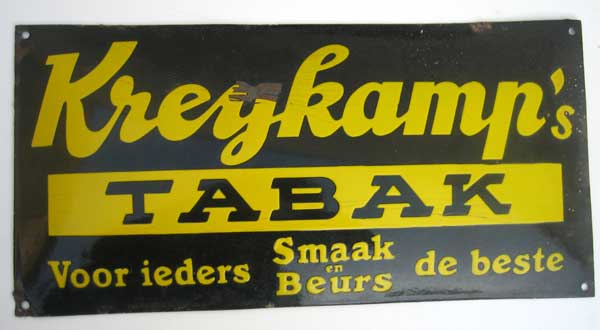 Kreykamp's
TABAK
Voor ieders Smaak en Beurs de beste